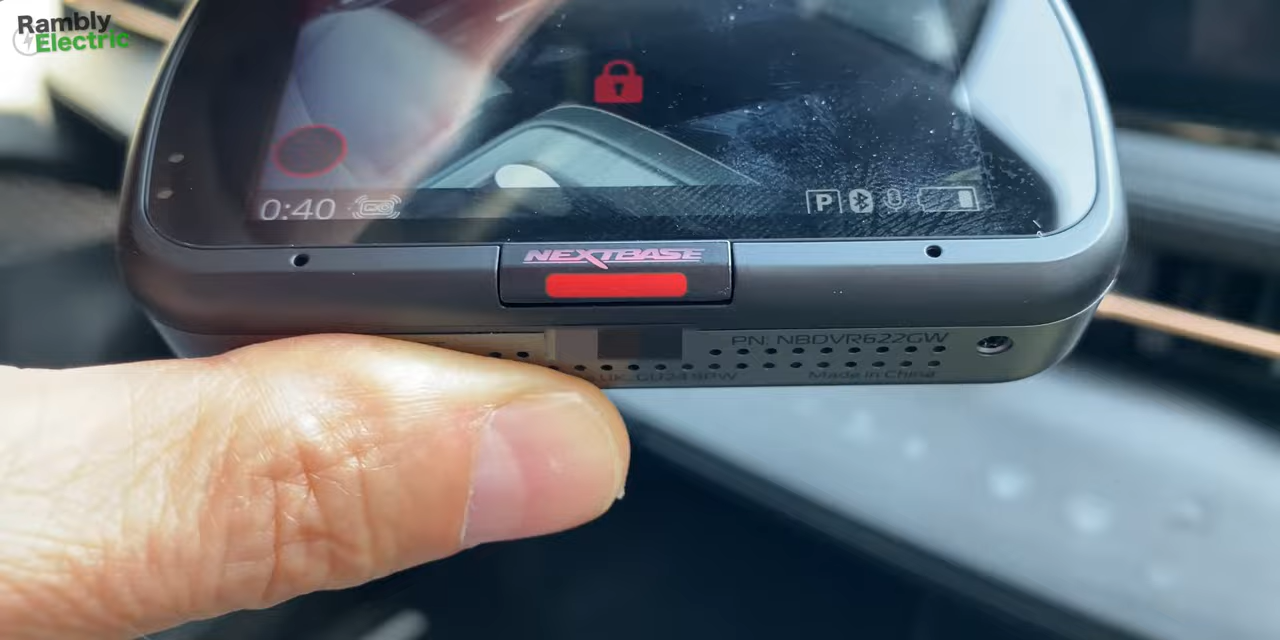 Rambly
Electric
0:40
P
NEXTBASE
PN: NBDVR622GW
Made in China